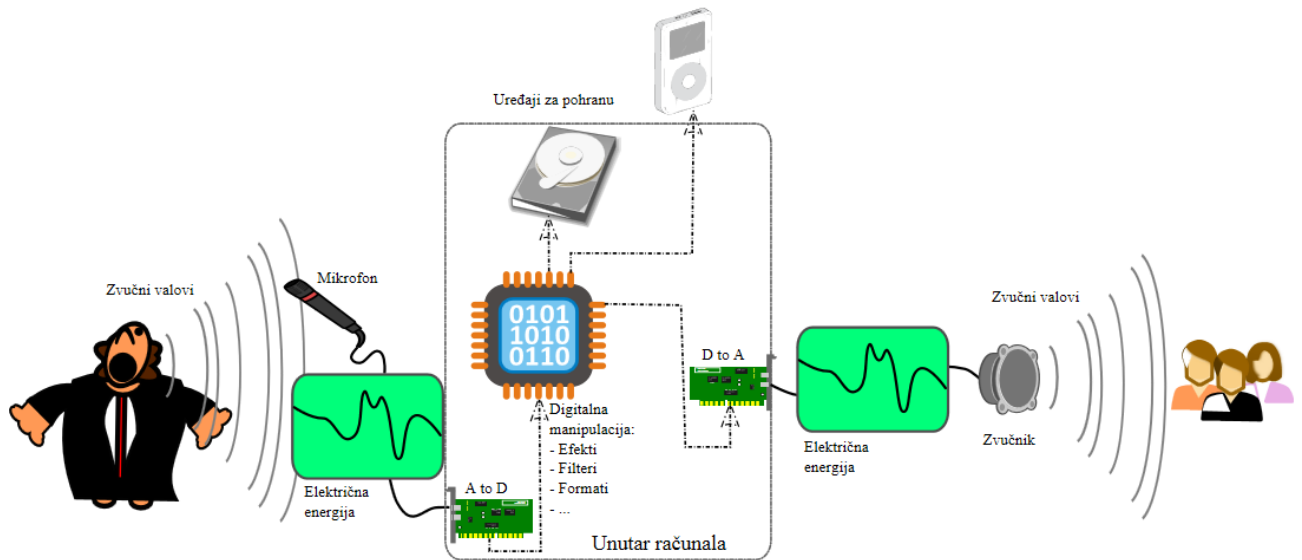 Uređaji za pohranu
Zvučni valovi
Mikrofon
0101
1010
0110
Električna
energija
A to D
Digitalna
manipulacija:
- Efekti
- Filteri
- Formati
- ...
Unutar računala
D to A
Električna
energija
Zvučni valovi
Zvučnik